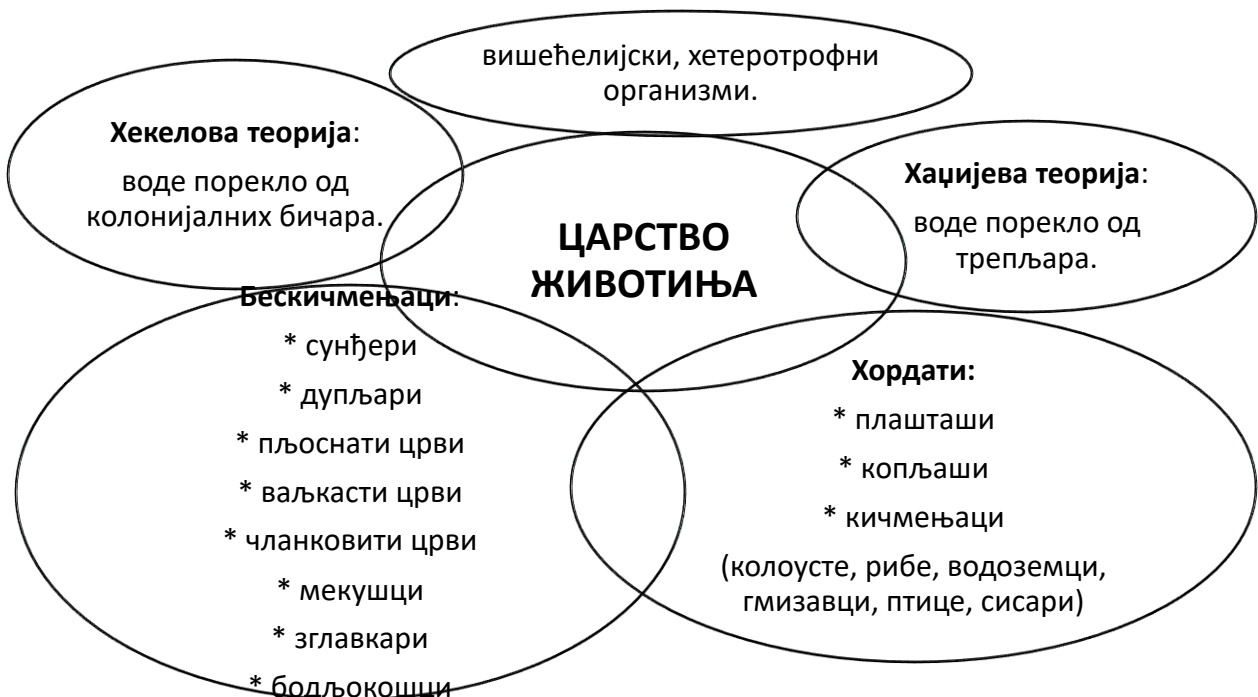 вишећелијски, хетеротрофни
организми.
Хекелова теорија:
воде порекло од
колонијалних бичара.
Хаџијева теорија:
воде порекло од
трепљара.
ЦАРСТВО
ЖИВОТИЊА
Бескичмењаци:
* сунђери
* дупљари
* пљоснати црви
* ваљкасти црви
* чланковити црви
* мекушци
* зглавкари
* бодљокошци
Хордати:
* плашташи
* копљаши
* кичмењаци
(колоусте, рибе, водоземци,
гмизавци, птице, сисари)